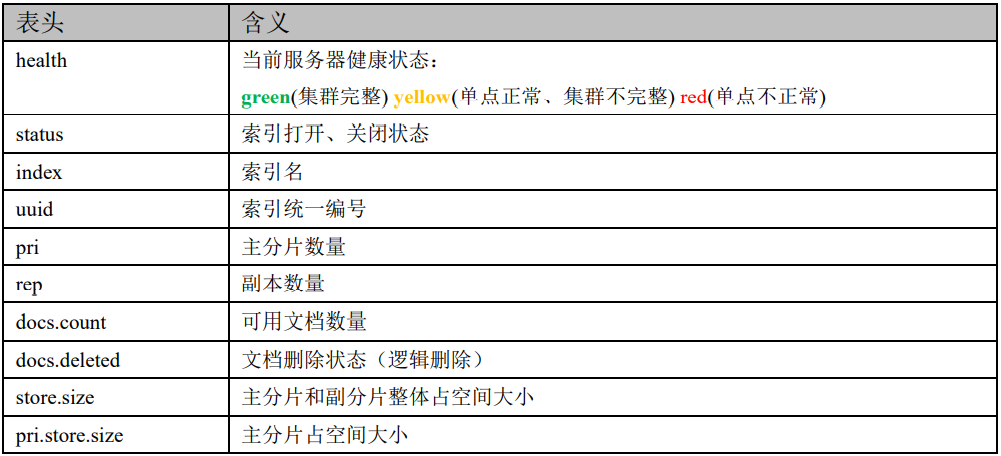 表头 含义
health 当前服务器健康状态：
green(集群完整) yellow(单点正常、集群不完整) red(单点不正常)
status 索引打开、关闭状态
index 索引名
uuid 索引统一编号
pri 主分片数量
rep 副本数量
docs.count 可用文档数量
docs.deleted 文档删除状态（逻辑删除）
store.size 主分片和副分片整体占空间大小
pri.store.size 主分片占空间大小